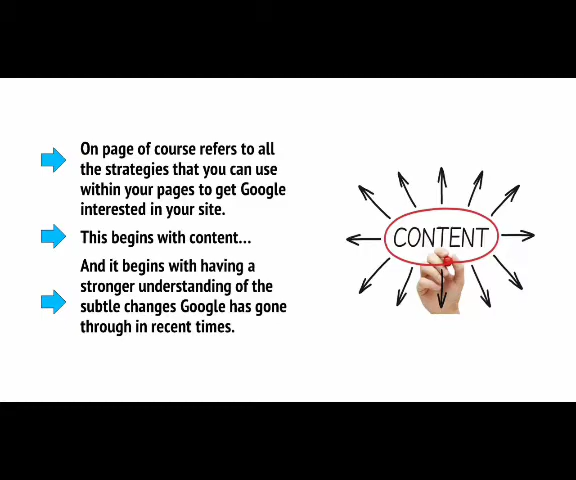 On page of course refers to all
the strategies that you can use
within your pages to get Google
interested in your site.
This begins with content...
And it begins with having a
stronger understanding of the
subtle changes Google has gone
through in recent times.
CONTENT